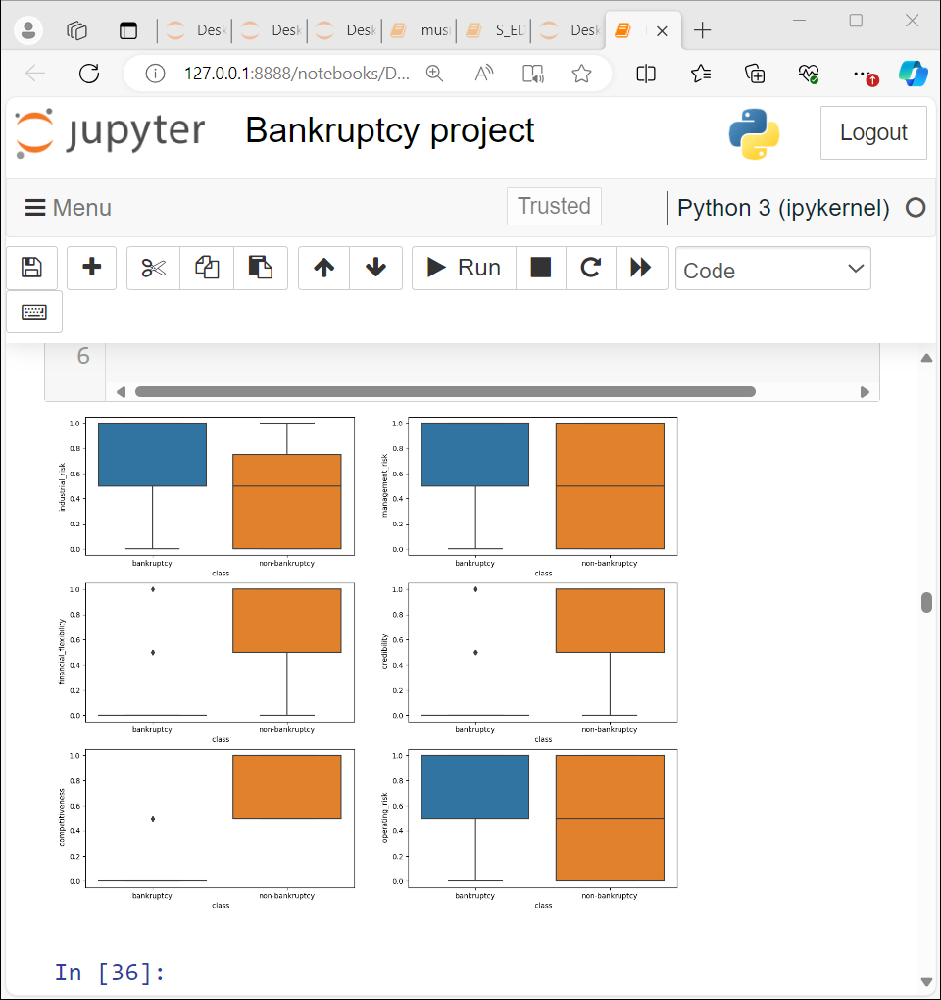 Desk
Desk
Desk
musi
S_ED
Desk
127.0.0.1:8888/notebooks/D...
jupyter Bankruptcy project Logout
Menu Trusted Python 3 (ipykernel)
Run Code
6
1.0
0.8
0.6
0.4
0.2
0.0
industrial_risk
bankruptcy non-bankruptcy
class
1.0
0.8
0.6
0.4
0.2
0.0
management_risk
bankruptcy non-bankruptcy
class
1.0
0.8
0.6
0.4
0.2
0.0
financial_flexibility
bankruptcy non-bankruptcy
class
1.0
0.8
0.6
0.4
0.2
0.0
credibility
bankruptcy non-bankruptcy
class
1.0
0.8
0.6
0.4
0.2
0.0
competitiveness
bankruptcy non-bankruptcy
class
1.0
0.8
0.6
0.4
0.2
0.0
operating_risk
bankruptcy non-bankruptcy
class
In [36]: